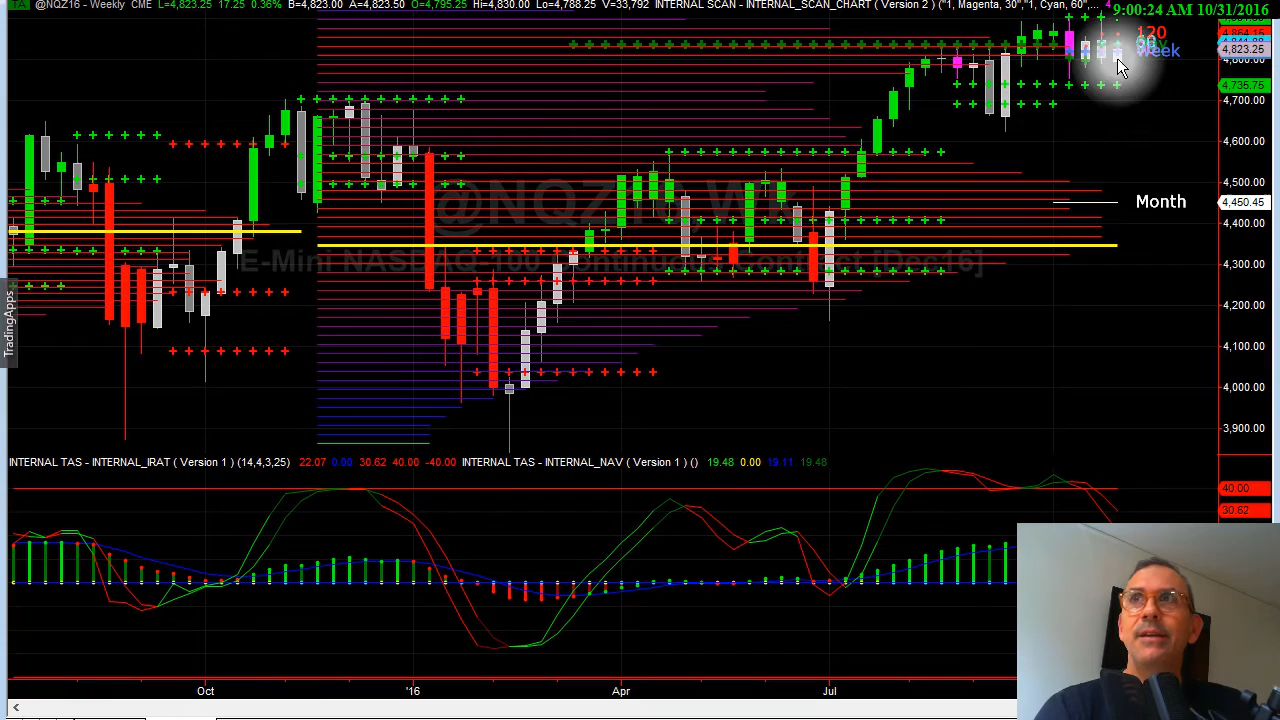 @NQZ16 - Weekly CME L=4,823.25 17.25 0.36% B=4,823.00 A=4,823.50 O=4,795.25 Hi=4,830.00 Lo=4,788.25 V=33,792 INTERNAL SCAN - INTERNAL_SCAN_CHART ( Version 2 ) ("1, Magenta, 30","1, Cyan, 60",...
9:00:24 AM 10/31/2016
120
4,864.15
Week
4,823.25
4,735.75
4,700.00
4,600.00
4,500.00
Month
4,450.45
4,400.00
E-Mini NASDAQ-100 Continuous Contract [Dec16]
4,300.00
TradingApps
4,200.00
4,100.00
4,000.00
3,900.00
INTERNAL TAS - INTERNAL_IRAT ( Version 1 ) (14,4,3,25) 22.07 0.00 30.62 40.00 -40.00 INTERNAL TAS - INTERNAL_NAV ( Version 1 ) () 19.48 0.00 19.11 19.48
40.00
30.62
Oct '16 Apr Jul